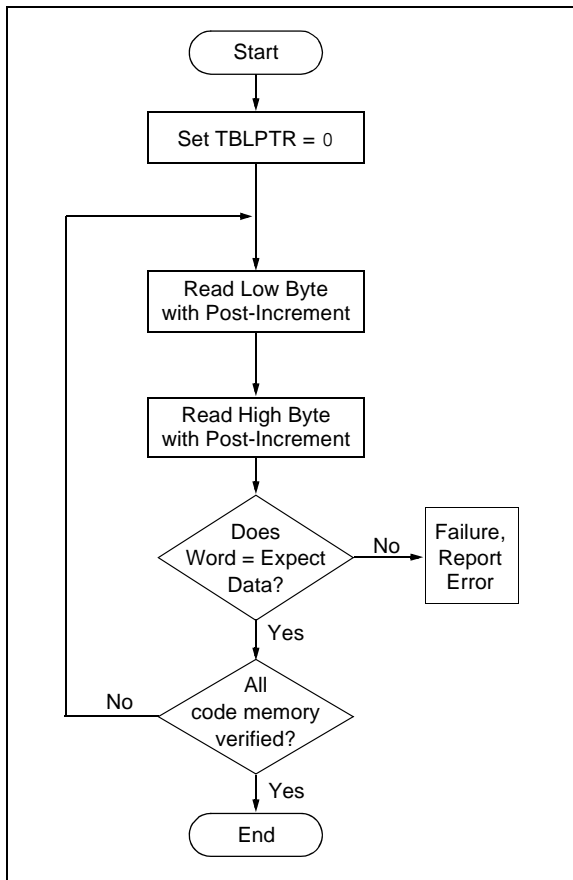 Start
Set TBLPTR = 0
Read Low Byte
with Post-Increment
Read High Byte
with Post-Increment
Does
Word = Expect
Data?
No
Failure,
Report
Error
Yes
All
code memory
verified?
No
Yes
End